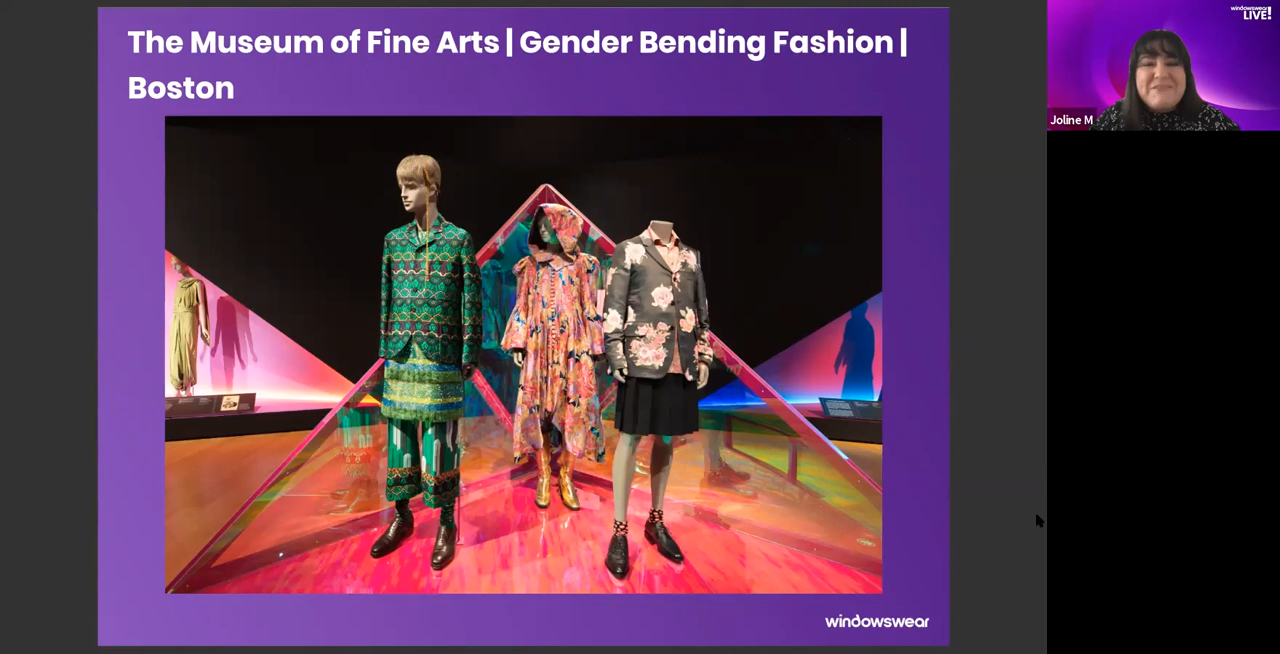 The Museum of Fine Arts | Gender Bending Fashion |
Boston
windowswear
LIVE!
Joline M
windowswear